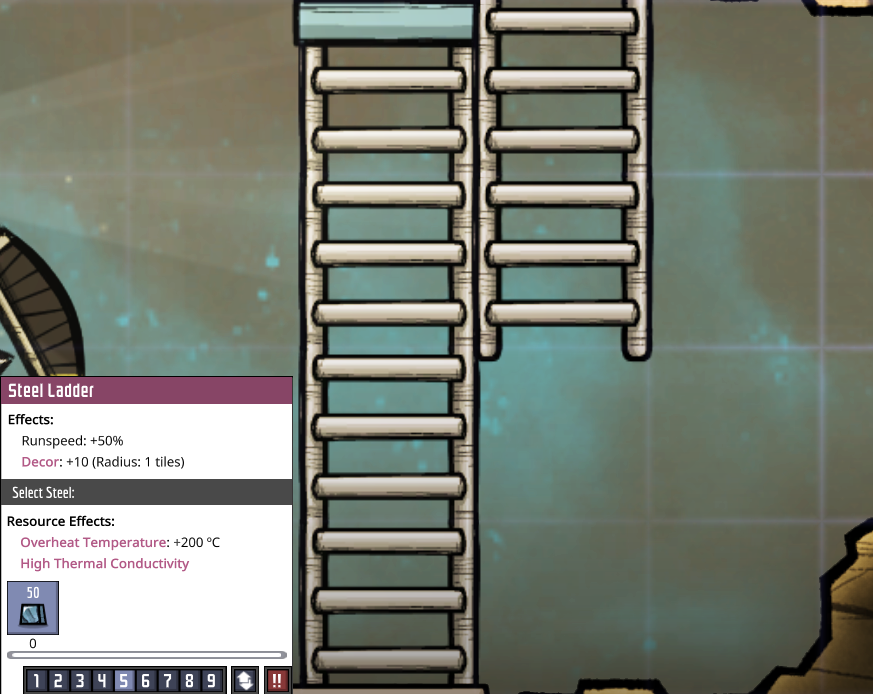 Steel Ladder
Effects:
Runspeed: +50%
Decor: +10 (Radius: 1 tiles)
Select Steel:
Resource Effects:
Overheat Temperature: +200 ºC
High Thermal Conductivity
50
0
1 2 3 4 5 6 7 8 9 !!